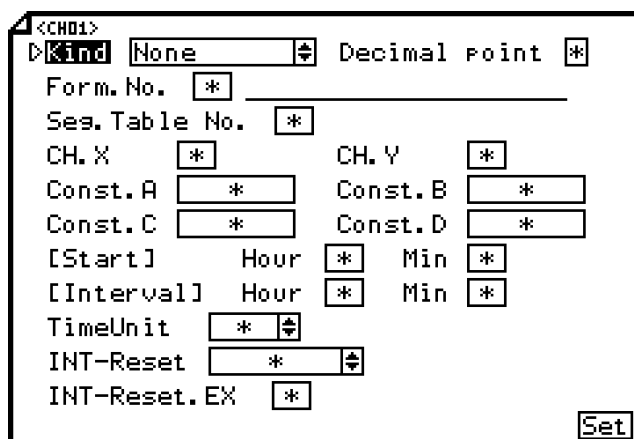 <CH01>
Kind None Decimal point *
Form.No. *
Seg.Table No. *
CH.X * CH.Y *
Const.A * Const.B *
Const.C * Const.D *
[Start] Hour * Min *
[Interval] Hour * Min *
TimeUnit *
INT-Reset *
INT-Reset.EX *
Set